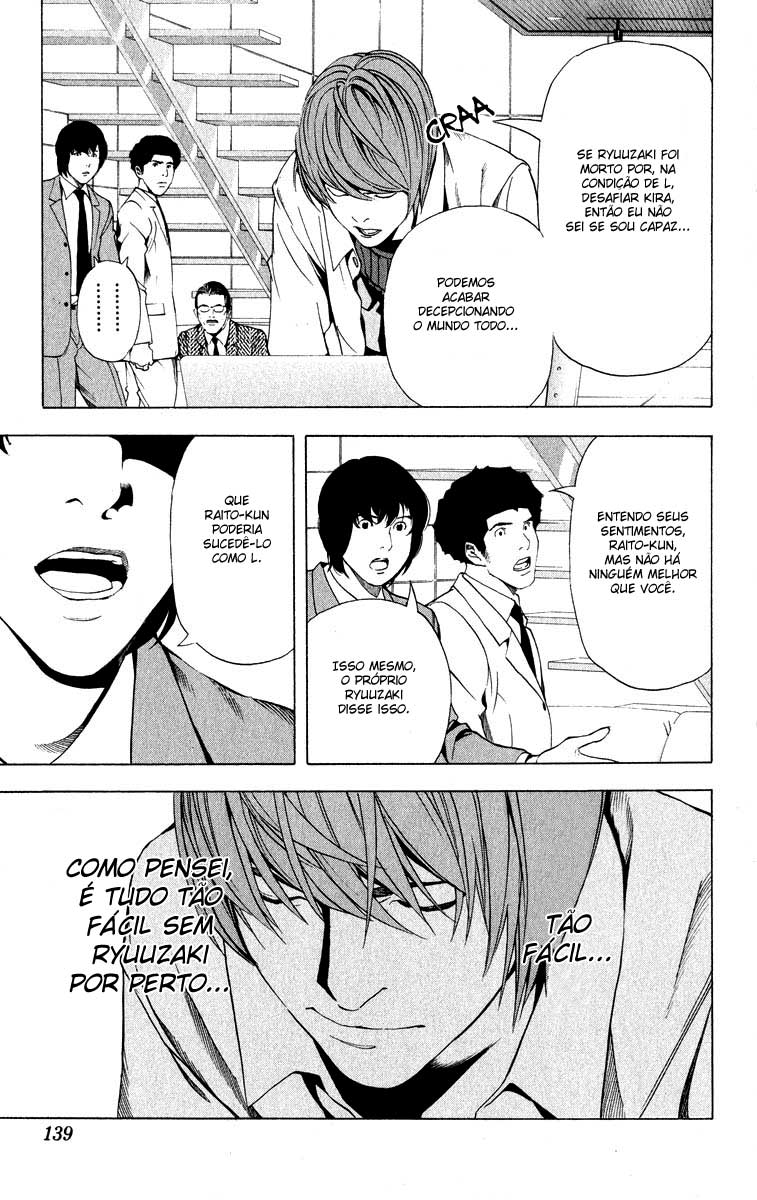 SE RYUUZAKI FOI
MORTO POR, NA
CONDIÇÃO DE L,
DESAFIAR KIRA,
ENTÃO EU NÃO
SEI SE SOU CAPAZ...
CRAA
PODEMOS
ACABAR
DECEPCIONANDO
O MUNDO TODO...
ENTENDO SEUS
SENTIMENTOS,
RAITO-KUN,
MAS NÃO HÁ
NINGUÉM MELHOR
QUE VOCÊ.
ISSO MESMO,
O PRÓPRIO
RYUUZAKI
DISSE ISSO.
QUE
RAITO-KUN
PODERIA
SUCEDÊ-LO
COMO L.
TÃO
FÁCIL...
COMO PENSEI,
É TUDO TÃO
FÁCIL SEM
RYUUZAKI
POR PERTO...
139